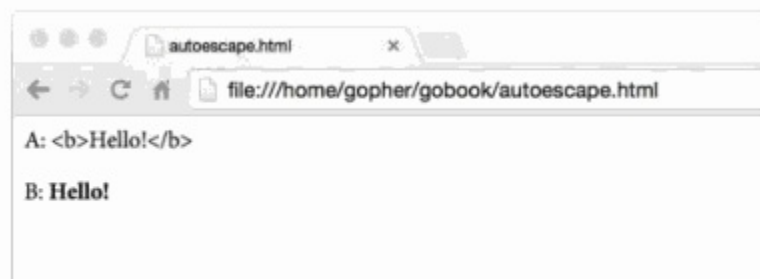 autoescape.html
file:///home/gopher/gobook/autoescape.html
A: <b>Hello!</b>
B: Hello!